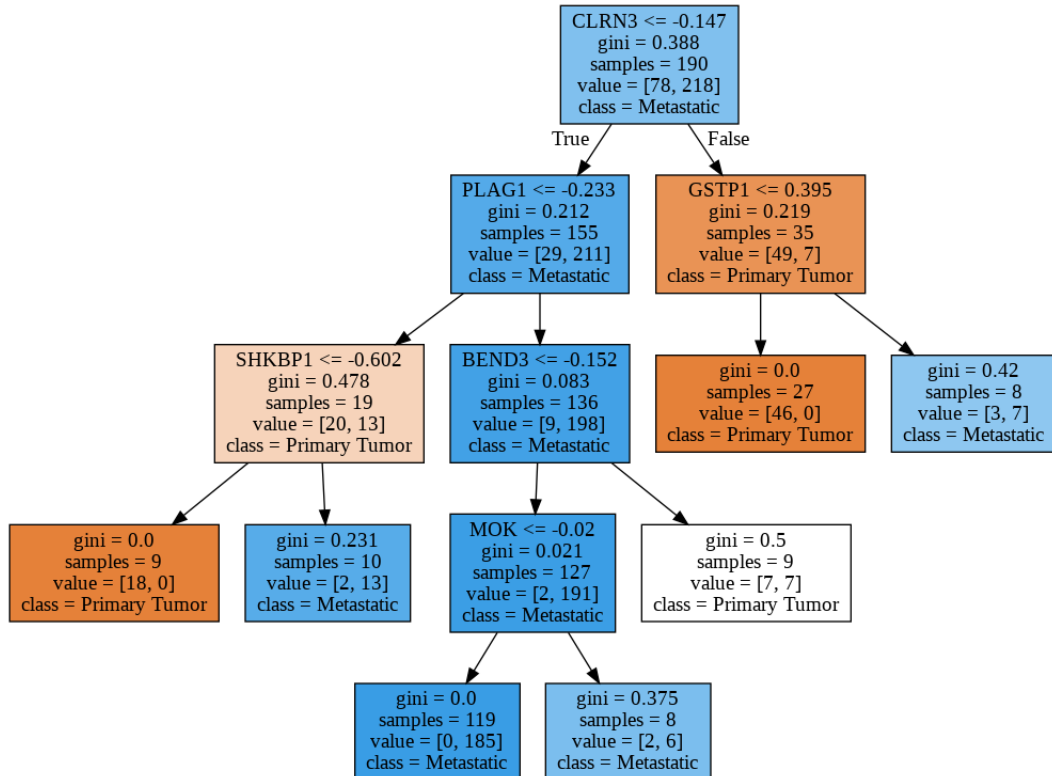 CLRN3 <= -0.147
gini = 0.388
samples = 190
value = [78, 218]
class = Metastatic
True
False
PLAG1 <= -0.233
gini = 0.212
samples = 155
value = [29, 211]
class = Metastatic
GSTP1 <= 0.395
gini = 0.219
samples = 35
value = [49, 7]
class = Primary Tumor
SHKBP1 <= -0.602
gini = 0.478
samples = 19
value = [20, 13]
class = Primary Tumor
BEND3 <= -0.152
gini = 0.083
samples = 136
value = [9, 198]
class = Metastatic
gini = 0.0
samples = 27
value = [46, 0]
class = Primary Tumor
gini = 0.42
samples = 8
value = [3, 7]
class = Metastatic
gini = 0.0
samples = 9
value = [18, 0]
class = Primary Tumor
gini = 0.231
samples = 10
value = [2, 13]
class = Metastatic
MOK <= -0.02
gini = 0.021
samples = 127
value = [2, 191]
class = Metastatic
gini = 0.5
samples = 9
value = [7, 7]
class = Primary Tumor
gini = 0.0
samples = 119
value = [0, 185]
class = Metastatic
gini = 0.375
samples = 8
value = [2, 6]
class = Metastatic